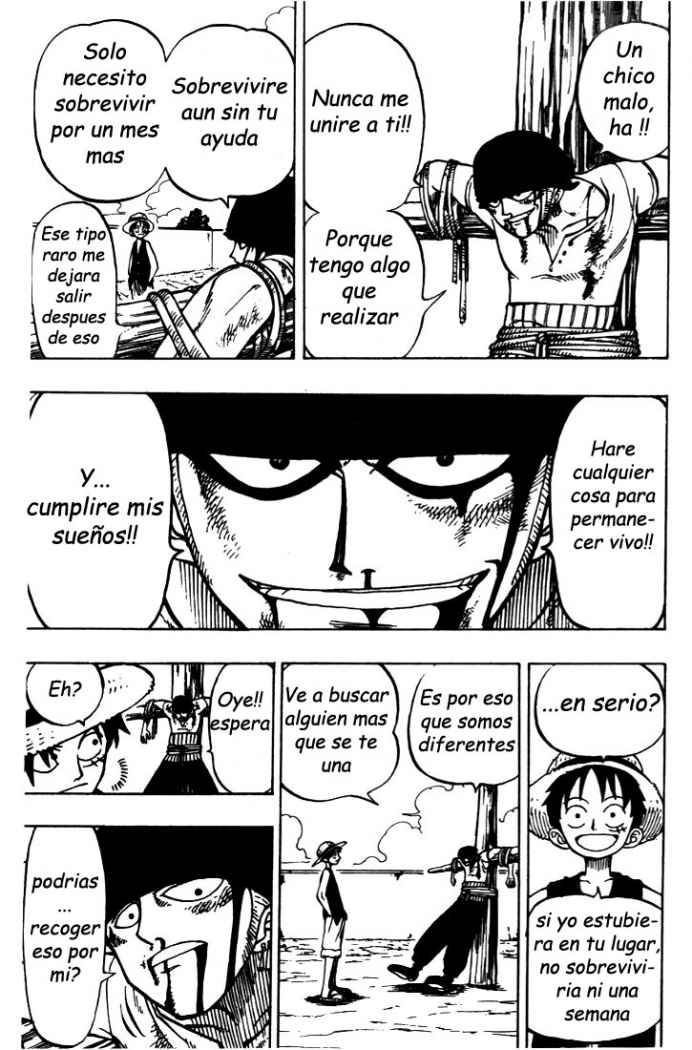 Un
chico
malo,
ha !!
Nunca me
unire a ti!!
Porque
tengo algo
que
realizar
Sobrevivire
aun sin tu
ayuda
Solo
necesito
sobrevivir
por un mes
mas
Ese tipo
raro me
dejara
salir
despues
de eso
Hare
cualquier
cosa para
permane-
cer vivo!!
Y...
cumplire mis
sueños!!
...en serio?
si yo estubie-
ra en tu lugar,
no sobrevivi-
ria ni una
semana
Es por eso
que somos
diferentes
Ve a buscar
alguien mas
que se te
una
Oye!!
espera
Eh?
podrias
...
recoger
eso por
mi?